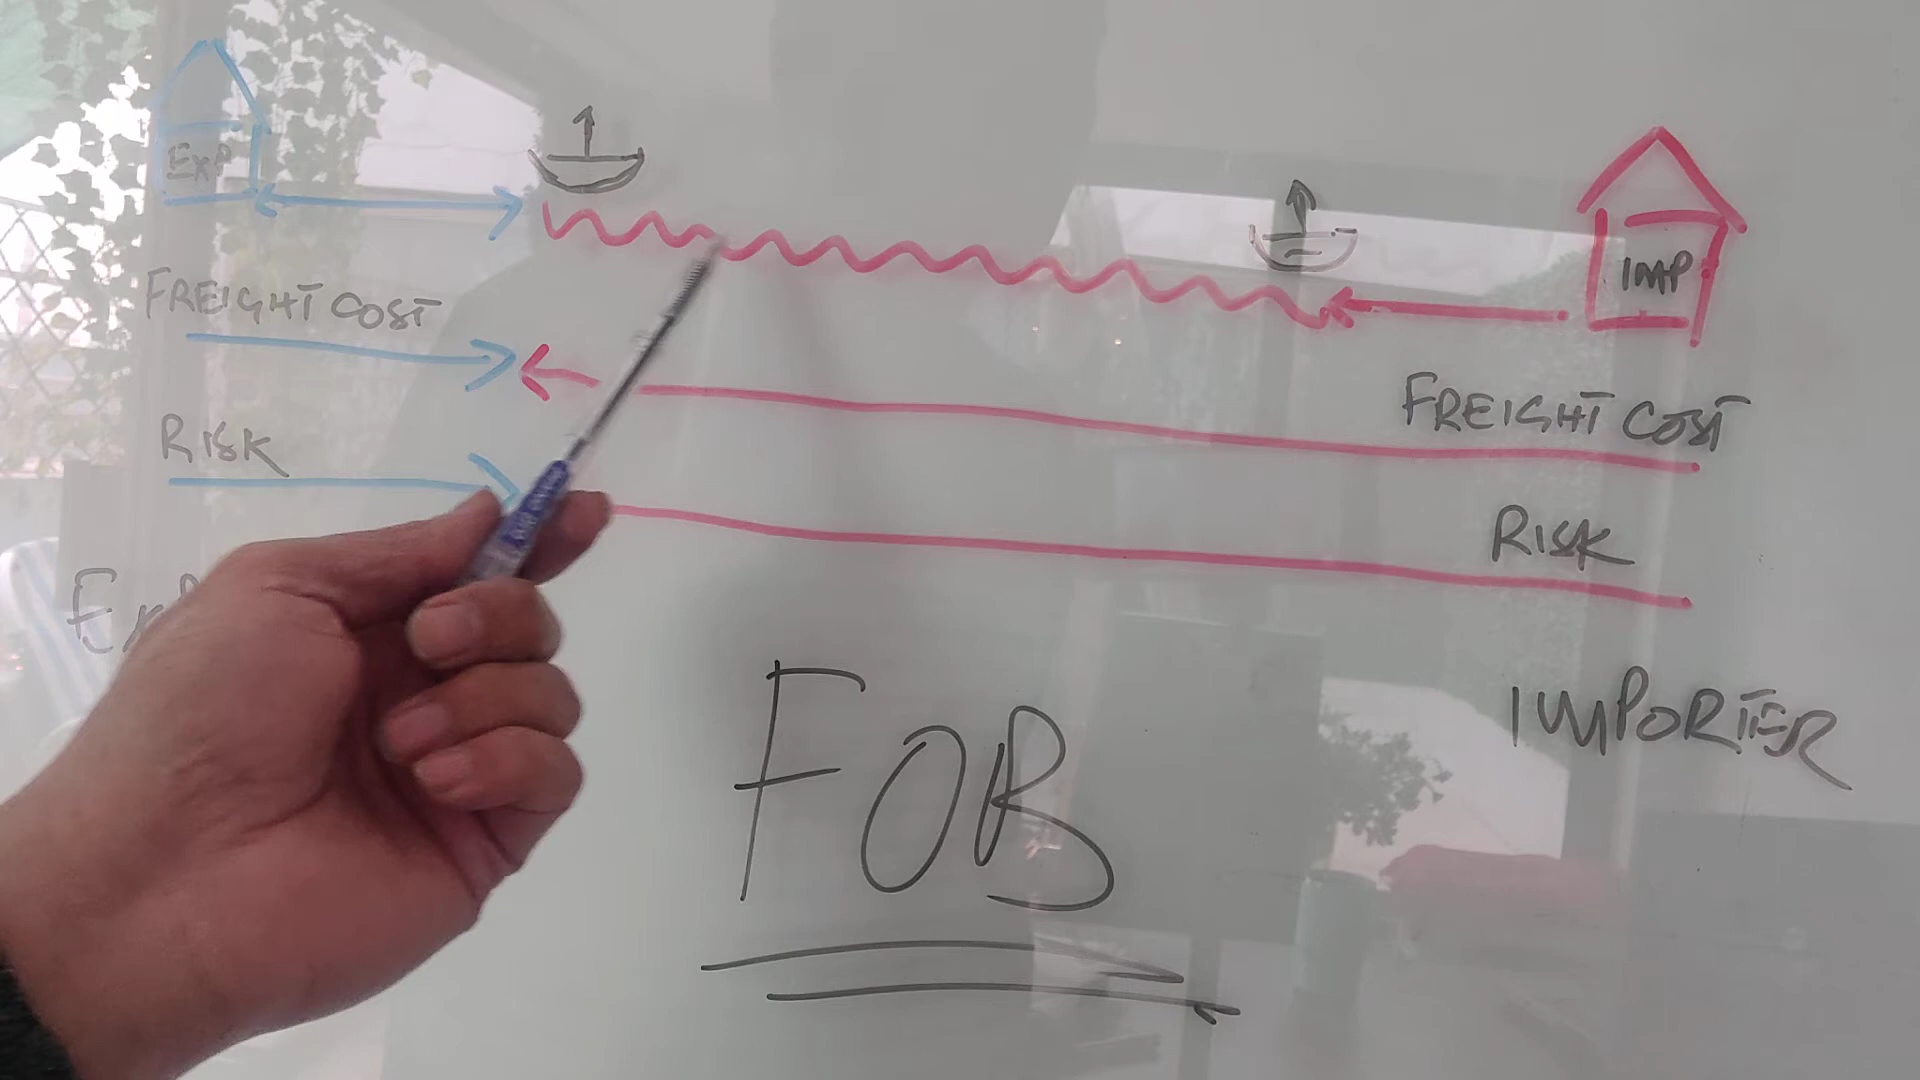 EXP
IMP
FREIGHT COST
FREIGHT COST
RISK
RISK
IMPORTER
FOB